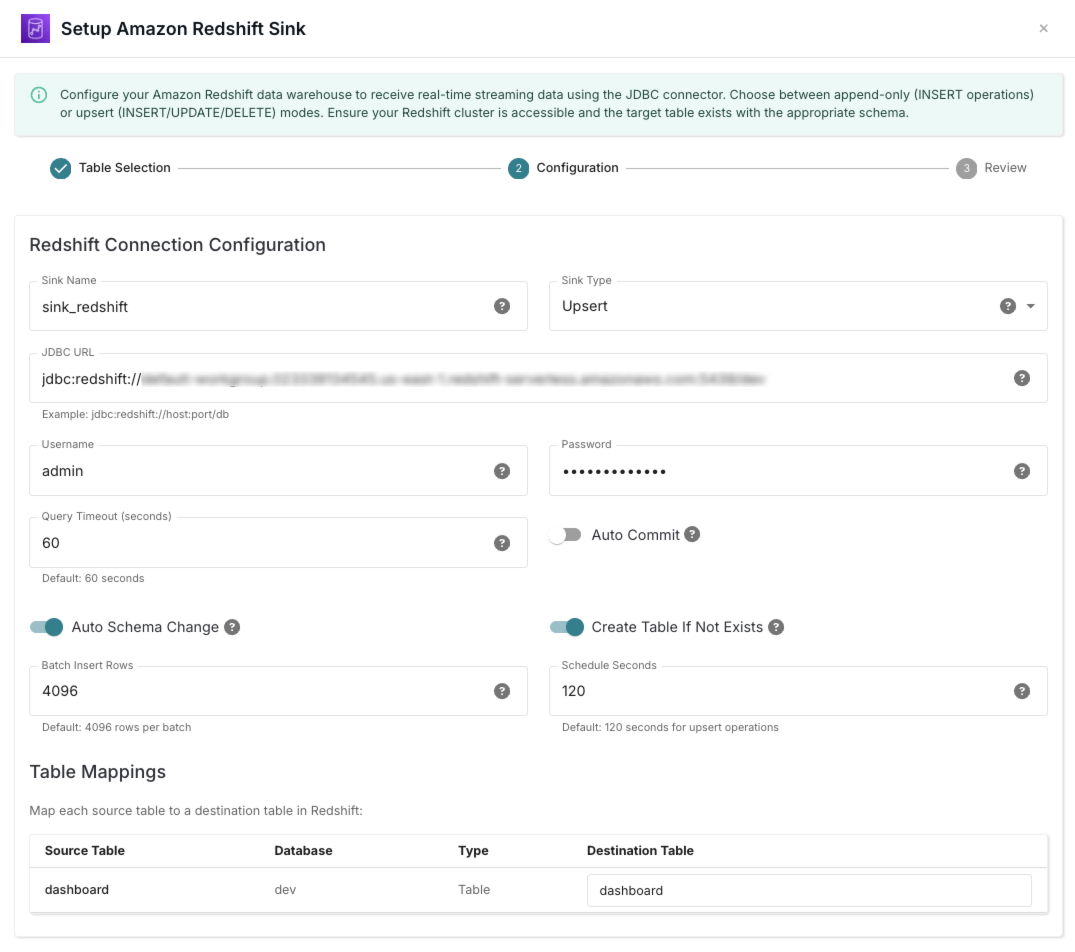 Setup Amazon Redshift Sink
×
Configure your Amazon Redshift data warehouse to receive real-time streaming data using the JDBC connector. Choose between append-only (INSERT operations)
or upsert (INSERT/UPDATE/DELETE) modes. Ensure your Redshift cluster is accessible and the target table exists with the appropriate schema.
Table Selection 2 Configuration 3 Review
Redshift Connection Configuration
Sink Name
sink_redshift ?
Sink Type
Upsert ?
JDBC URL
jdbc:redshift:// ?
Example: jdbc:redshift://host:port/db
Username
admin ?
Password
••••••••••••• ?
Query Timeout (seconds)
60 ?
Default: 60 seconds
Auto Commit ?
Auto Schema Change ?
Create Table If Not Exists ?
Batch Insert Rows
4096 ?
Default: 4096 rows per batch
Schedule Seconds
120 ?
Default: 120 seconds for upsert operations
Table Mappings
Map each source table to a destination table in Redshift:
Source Table Database Type Destination Table
dashboard dev Table dashboard